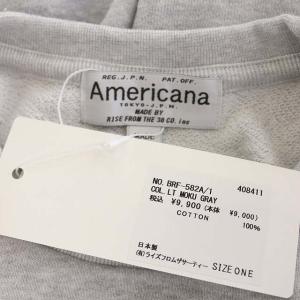 REG. J.P.N.   PAT. OFF.
Americana
TOKYO-J.P.N.
MADE BY
RISE FROM THE 30 CO. inc
MADE
NO. BRF-582A/1   408411
COL. LT MOKU GRAY
税込 ¥9,900 (本体 ¥9,000)
COTTON 100%
日本製
(有)ライズフロムザサーティー SIZE ONE